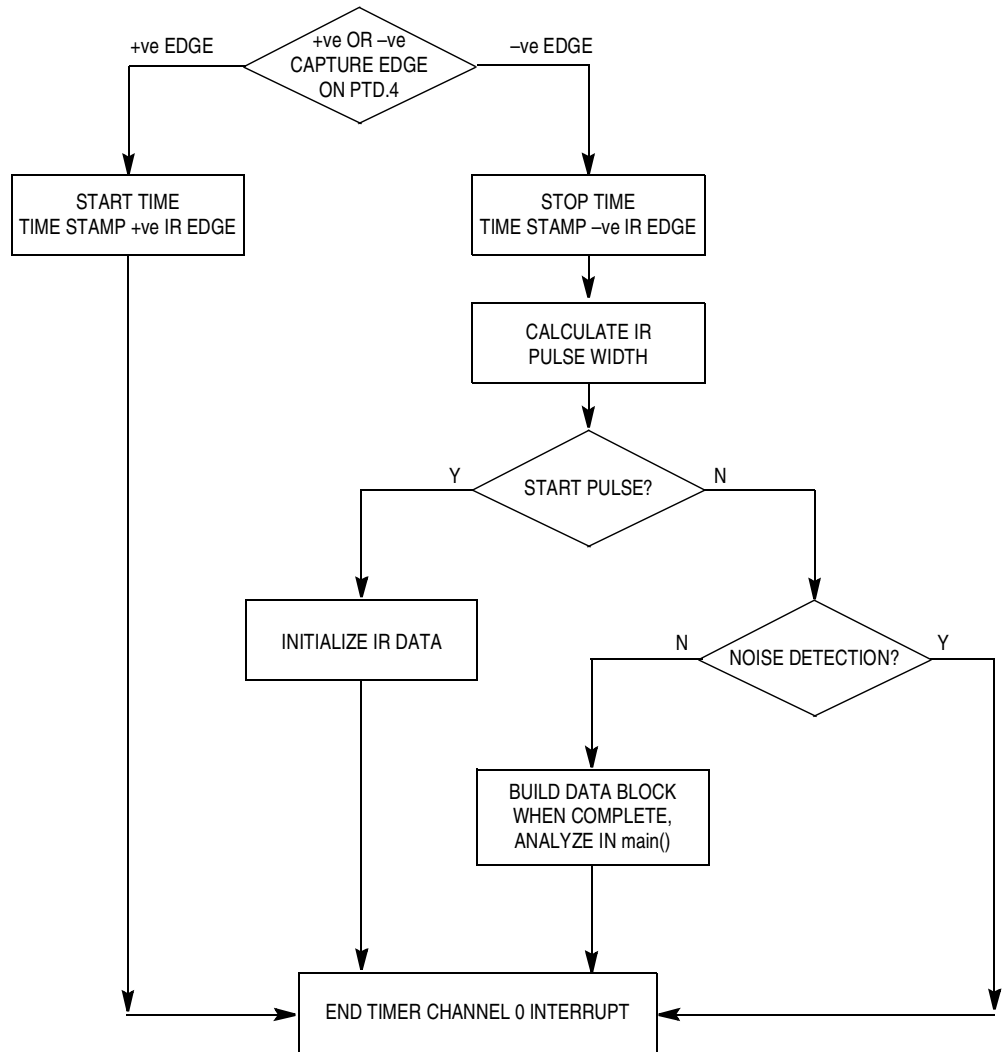 +ve EDGE
+ve OR –ve
CAPTURE EDGE
ON PTD.4
–ve EDGE
START TIME
TIME STAMP +ve IR EDGE
STOP TIME
TIME STAMP –ve IR EDGE
CALCULATE IR
PULSE WIDTH
Y
START PULSE?
N
INITIALIZE IR DATA
N
NOISE DETECTION?
Y
BUILD DATA BLOCK
WHEN COMPLETE,
ANALYZE IN main()
END TIMER CHANNEL 0 INTERRUPT